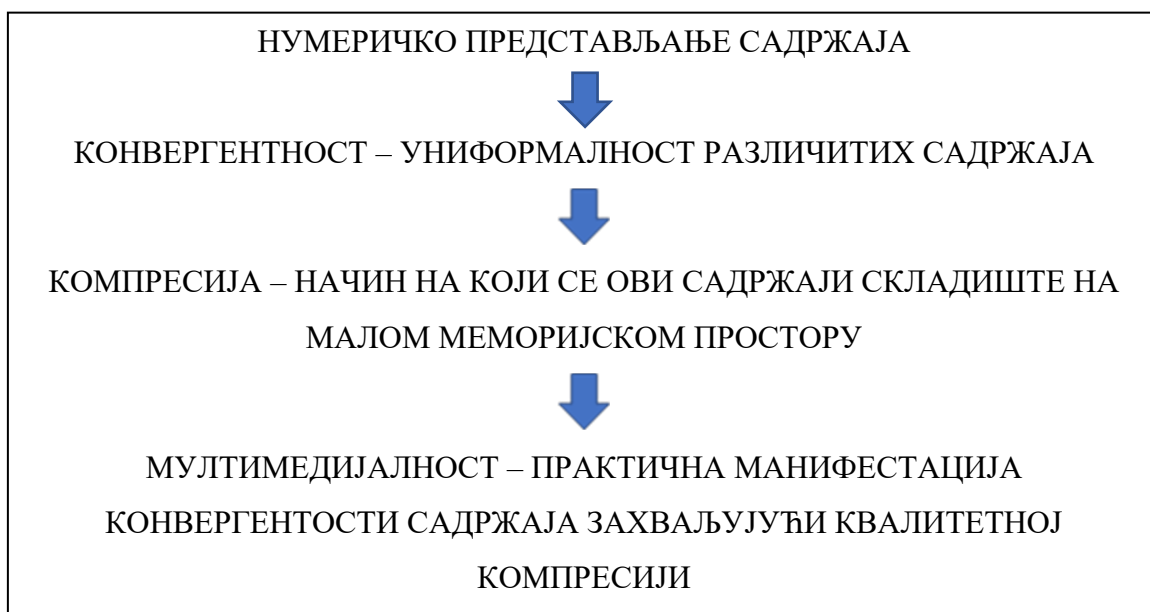 НУМЕРИЧКО ПРЕДСТАВЉАЊЕ САДРЖАЈА
КОНВЕРГЕНТНОСТ – УНИФОРМАЛНОСТ РАЗЛИЧИТИХ САДРЖАЈА
КОМПРЕСИЈА – НАЧИН НА КОЈИ СЕ ОВИ САДРЖАЈИ СКЛАДИШТЕ НА
МАЛОМ МЕМОРИЈСКОМ ПРОСТОРУ
МУЛТИМЕДИЈАЛНОСТ – ПРАКТИЧНА МАНИФЕСТАЦИЈА
КОНВЕРГЕНТОСТИ САДРЖАЈА ЗАХВАЉУЈУЋИ КВАЛИТЕТНОЈ
КОМПРЕСИЈИ